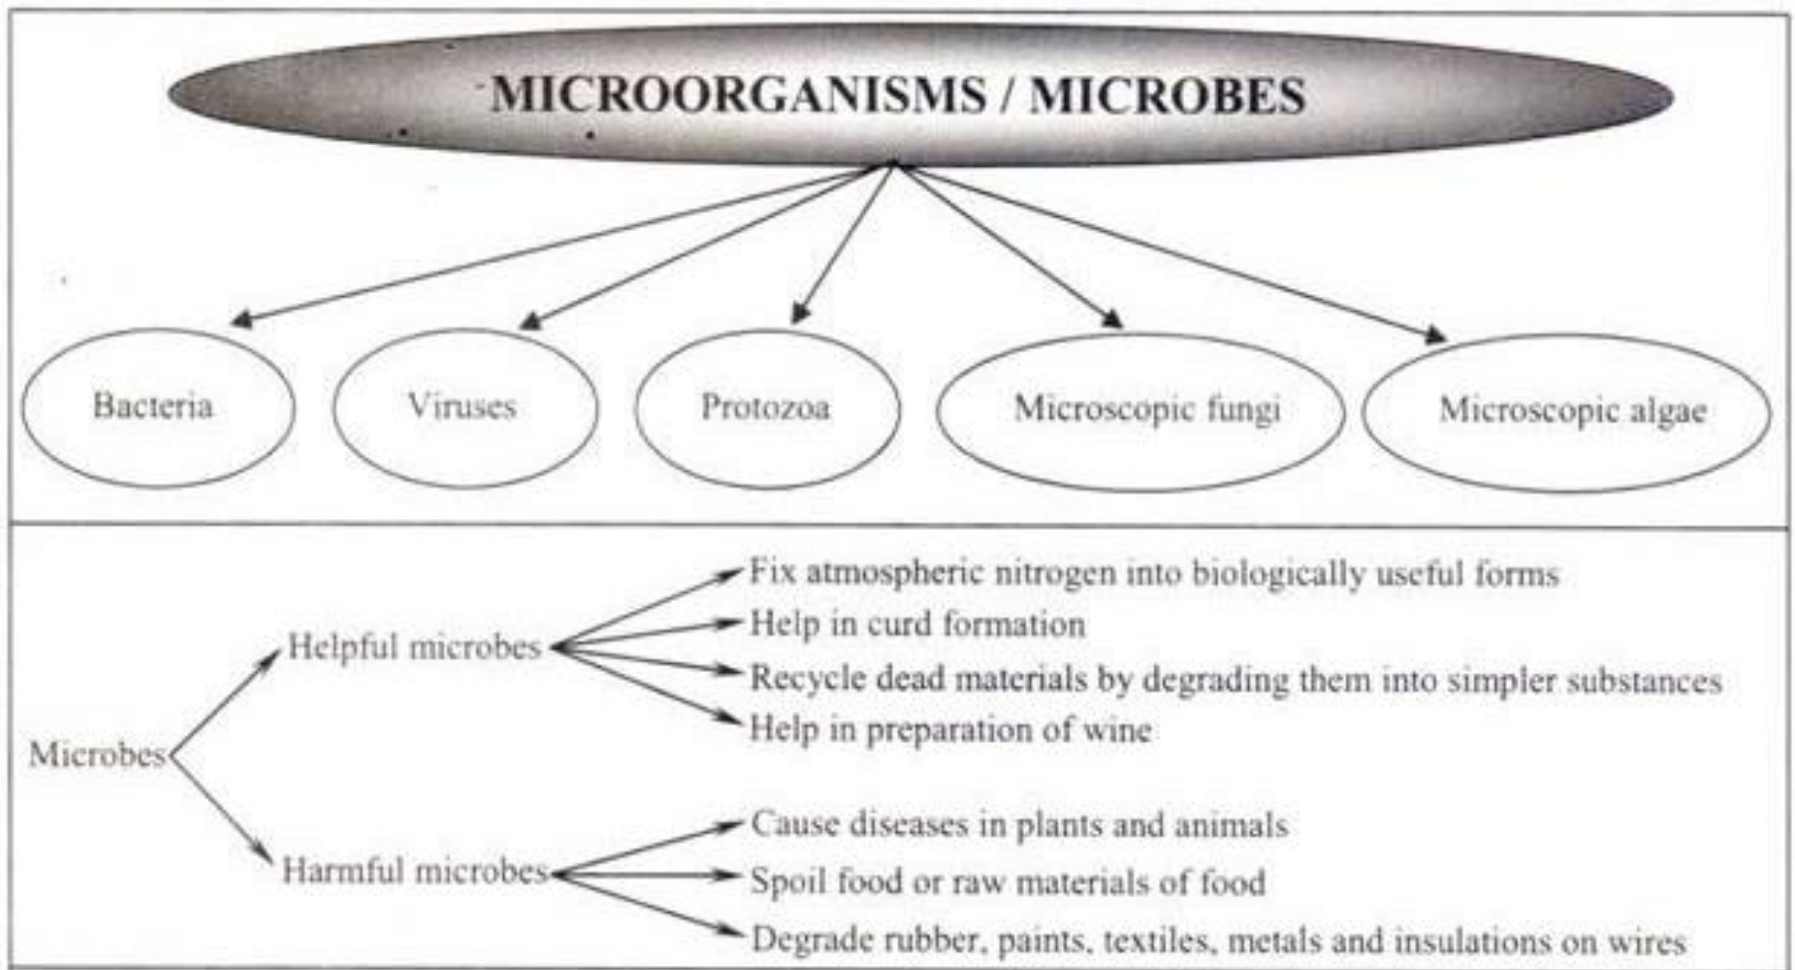 MICROORGANISMS / MICROBES
Bacteria
Viruses
Protozoa
Microscopic fungi
Microscopic algae
Microbes
Helpful microbes
Fix atmospheric nitrogen into biologically useful forms
Help in curd formation
Recycle dead materials by degrading them into simpler substances
Help in preparation of wine
Harmful microbes
Cause diseases in plants and animals
Spoil food or raw materials of food
Degrade rubber, paints, textiles, metals and insulations on wires